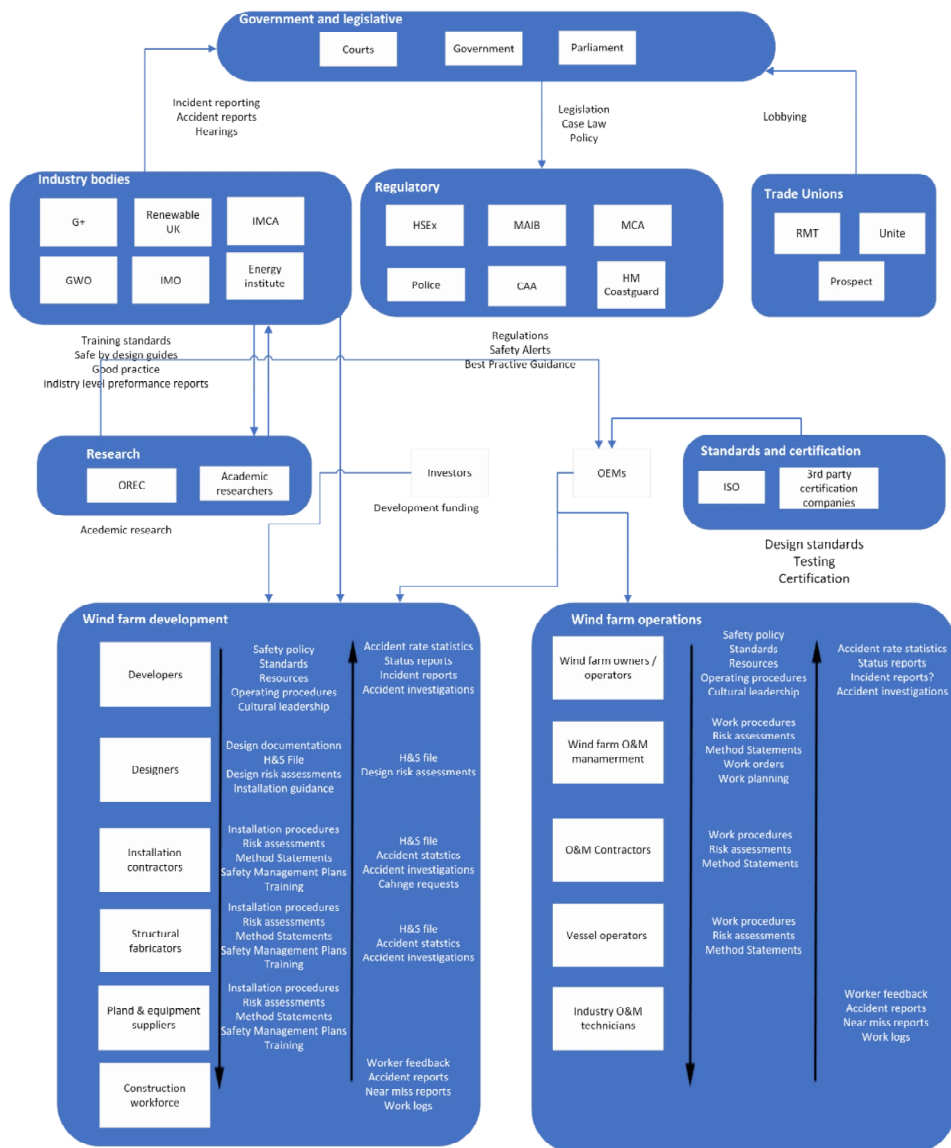 Government and legislative
Courts
Government
Parliament
Incident reporting
Accident reports
Hearings
Legislation
Case Law
Policy
Lobbying
Industry bodies
G+
Renewable
UK
IMCA
GWO
IMO
Energy
institute
Regulatory
HSEx
MAIB
MCA
Police
CAA
HM
Coastguard
Trade Unions
RMT
Unite
Prospect
Training standards
Safe by design guides
Good practice
Indistry level preformance reports
Regulations
Safety Alerts
Best Practive Guidance
Research
OREC
Academic
researchers
Acedemic research
Investors
Development funding
OEMs
Standards and certification
ISO
3rd party
certification
companies
Design standards
Testing
Certification
Wind farm development
Developers
Safety policy
Standards
Resources
Operating procedures
Cultural leadership
Accident rate statistics
Status reports
Incident reports
Accident investigations
Designers
Design documentationn
H&S File
Design risk assessments
Installation guidance
H&S file
Design risk assessments
Installation
contractors
Installation procedures
Risk assessments
Method Statements
Safety Management Plans
Training
H&S file
Accident statstics
Accident investigations
Cahnge requests
Structural
fabricators
Installation procedures
Risk assessments
Method Statements
Safety Management Plans
Training
H&S file
Accident statstics
Accident investigations
Pland & equipment
suppliers
Installation procedures
Risk assessments
Method Statements
Safety Management Plans
Training
Construction
workforce
Worker feedback
Accident reports
Near miss reports
Work logs
Wind farm operations
Wind farm owners /
operators
Safety policy
Standards
Resources
Operating procedures
Cultural leadership
Accident rate statistics
Status reports
Incident reports?
Accident investigations
Wind farm O&M
manamerment
Work procedures
Risk assessments
Method Statements
Work orders
Work planning
O&M Contractors
Work procedures
Risk assessments
Method Statements
Vessel operators
Work procedures
Risk assessments
Method Statements
Industry O&M
technicians
Worker feedback
Accident reports
Near miss reports
Work logs